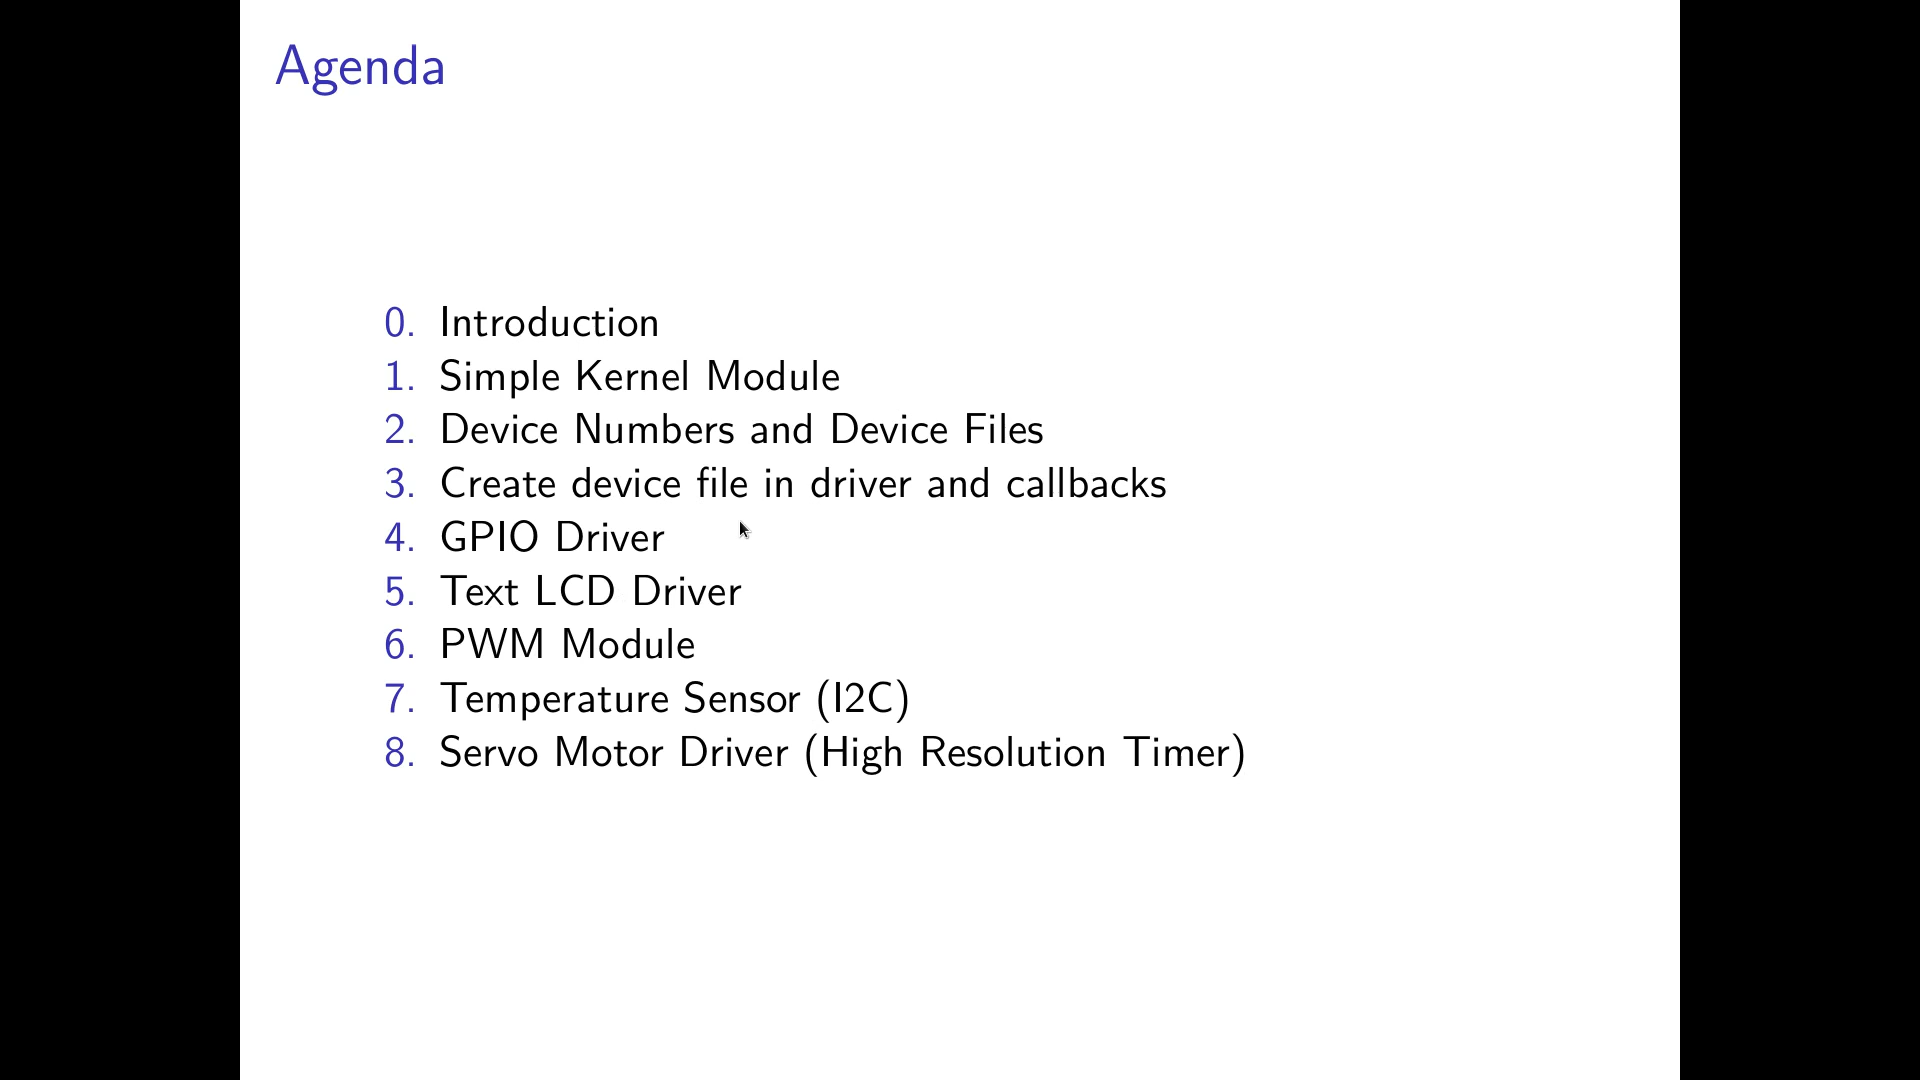 Agenda
0. Introduction
1. Simple Kernel Module
2. Device Numbers and Device Files
3. Create device file in driver and callbacks
4. GPIO Driver
5. Text LCD Driver
6. PWM Module
7. Temperature Sensor (I2C)
8. Servo Motor Driver (High Resolution Timer)